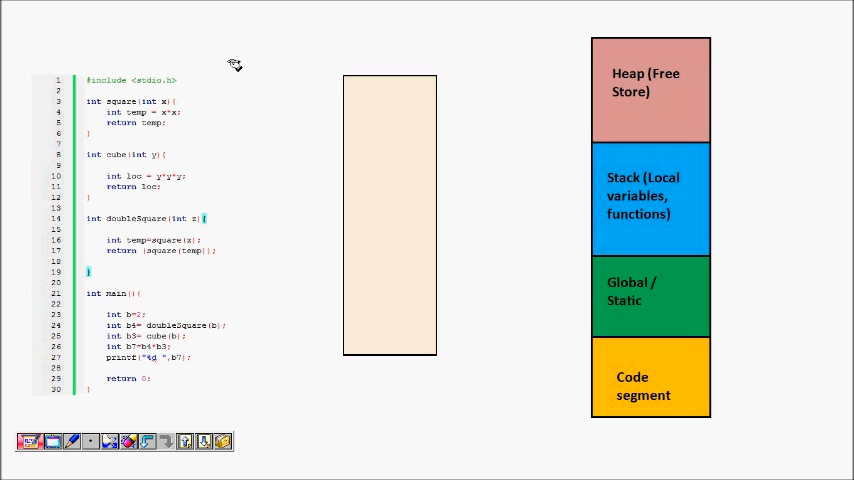 1 #include <stdio.h>
2
3 int square(int x){
4 int temp = x*x;
5 return temp;
6 }
7
8 int cube(int y){
9
10 int loc = y*y*y;
11 return loc;
12 }
13
14 int doubleSquare(int z){
15
16 int temp=square(z);
17 return (square(temp));
18
19 }
20
21 int main(){
22
23 int b=2;
24 int b4= doubleSquare(b);
25 int b3= cube(b);
26 int b7=b4*b3;
27 printf("%d ",b7);
28
29 return 0;
30 }
Heap (Free
Store)
Stack (Local
variables,
functions)
Global /
Static
Code
segment